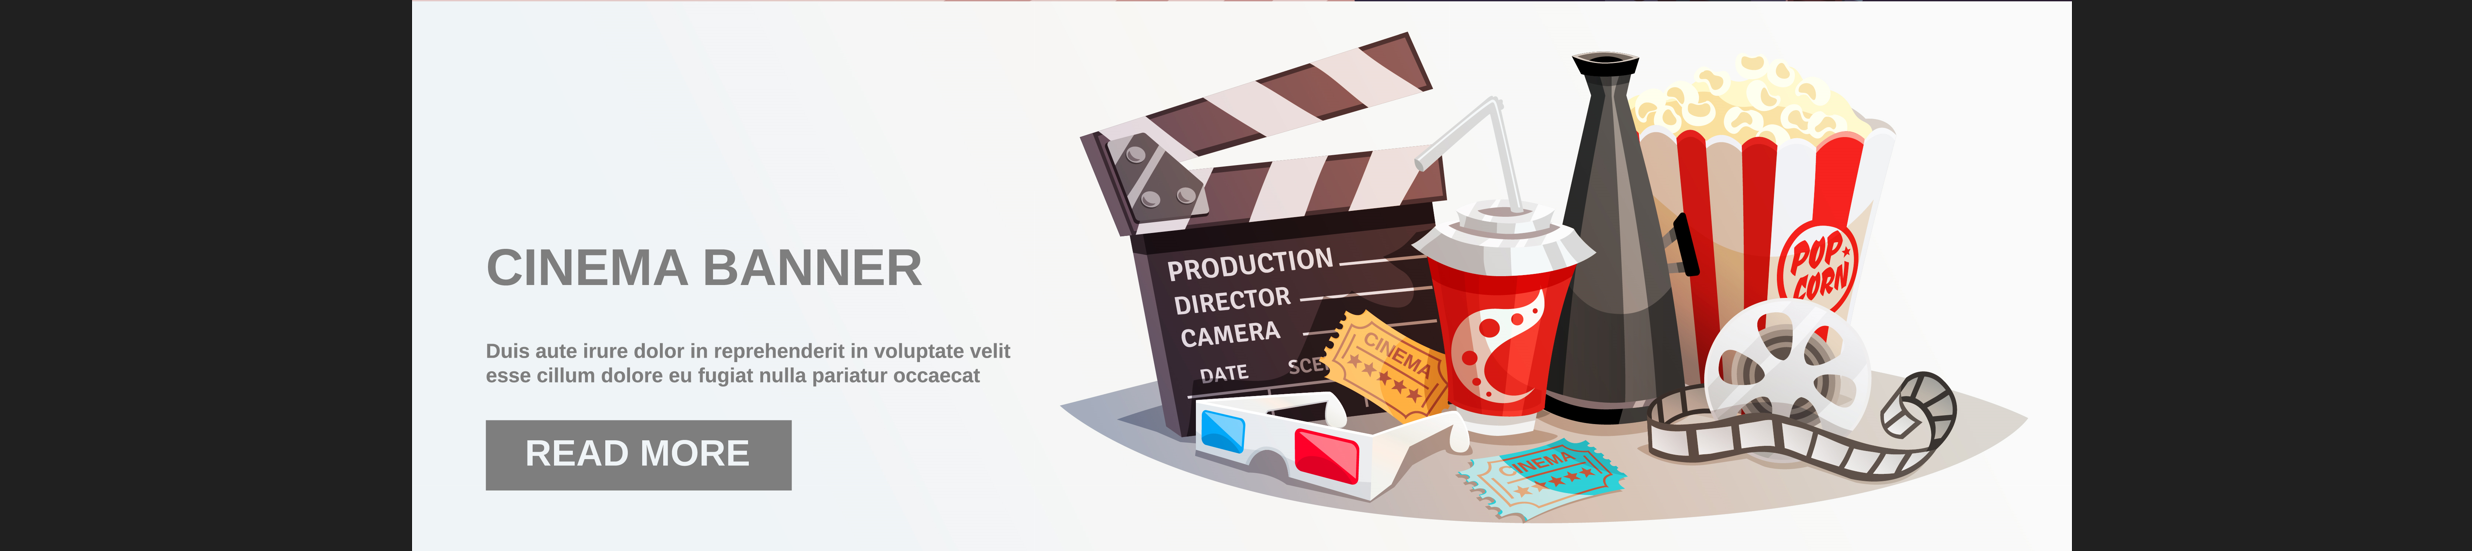 CINEMA BANNER
Duis aute irure dolor in reprehenderit in voluptate velit
esse cillum dolore eu fugiat nulla pariatur occaecat
READ MORE
PRODUCTION
DIRECTOR
CAMERA
DATE SCE
CINEMA
POP
CORN
CINEMA